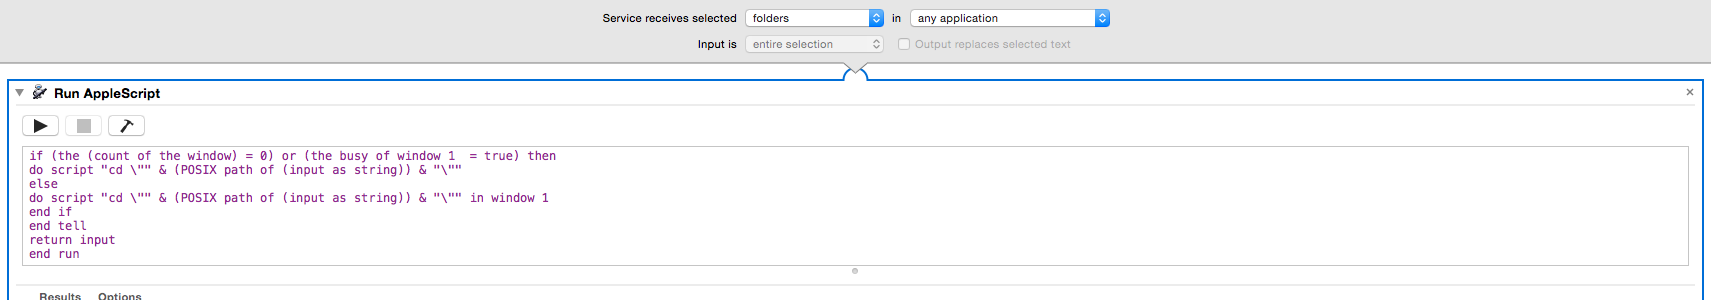 Service receives selected folders in any application
Input is entire selection Output replaces selected text
Run AppleScript
if (the (count of the window) = 0) or (the busy of window 1  = true) then
do script "cd \"" & (POSIX path of (input as string)) & "\""
else
do script "cd \"" & (POSIX path of (input as string)) & "\"" in window 1
end if
end tell
return input
end run
Results Options